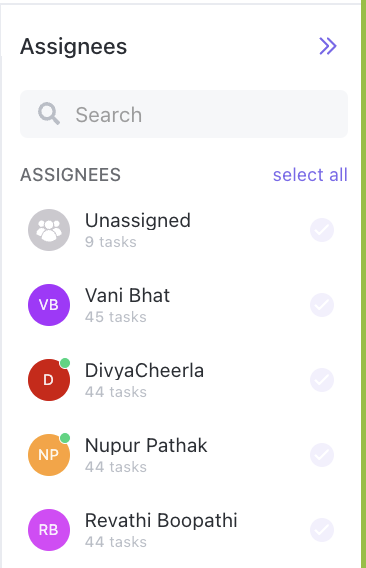 Assignees
Search
ASSIGNEES select all
Unassigned
9 tasks
VB Vani Bhat
45 tasks
D DivyaCheerla
44 tasks
NP Nupur Pathak
44 tasks
RB Revathi Boopathi
44 tasks